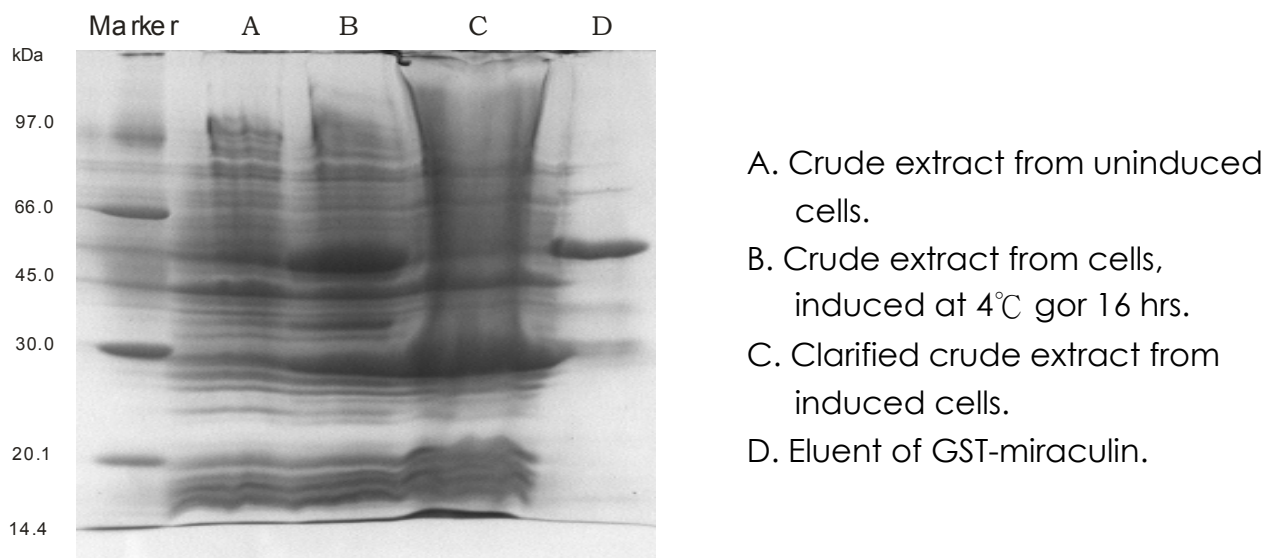 Marker A B C D
kDa
97.0
66.0
45.0
30.0
20.1
14.4
A. Crude extract from uninduced
cells.
B. Crude extract from cells,
induced at 4℃ gor 16 hrs.
C. Clarified crude extract from
induced cells.
D. Eluent of GST-miraculin.